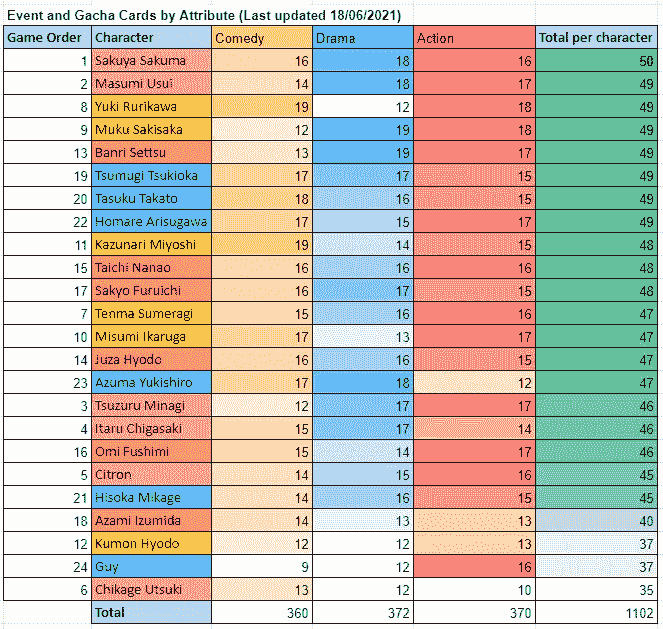 Event and Gacha Cards by Attribute (Last updated 18/06/2021)
Game Order Character Comedy Drama Action Total per character
1 Sakuya Sakuma 16 18 16 50
2 Masumi Usui 14 18 17 49
8 Yuki Rurikawa 19 12 18 49
9 Muku Sakisaka 12 19 18 49
13 Banri Settsu 13 19 17 49
19 Tsumugi Tsukioka 17 17 15 49
20 Tasuku Takato 18 16 15 49
22 Homare Arisugawa 17 15 17 49
11 Kazunari Miyoshi 19 14 15 48
15 Taichi Nanao 16 16 16 48
17 Sakyo Furuichi 16 17 15 48
7 Tenma Sumeragi 15 16 16 47
10 Misumi Ikaruga 17 13 17 47
14 Juza Hyodo 16 16 15 47
23 Azuma Yukishiro 17 18 12 47
3 Tsuzuru Minagi 12 17 17 46
4 Itaru Chigasaki 15 17 14 46
16 Omi Fushimi 15 14 17 46
5 Citron 14 15 16 45
21 Hisoka Mikage 14 16 15 45
18 Azami Izumida 14 13 13 40
12 Kumon Hyodo 12 12 13 37
24 Guy 9 12 16 37
6 Chikage Utsuki 13 12 10 35
Total 360 372 370 1102